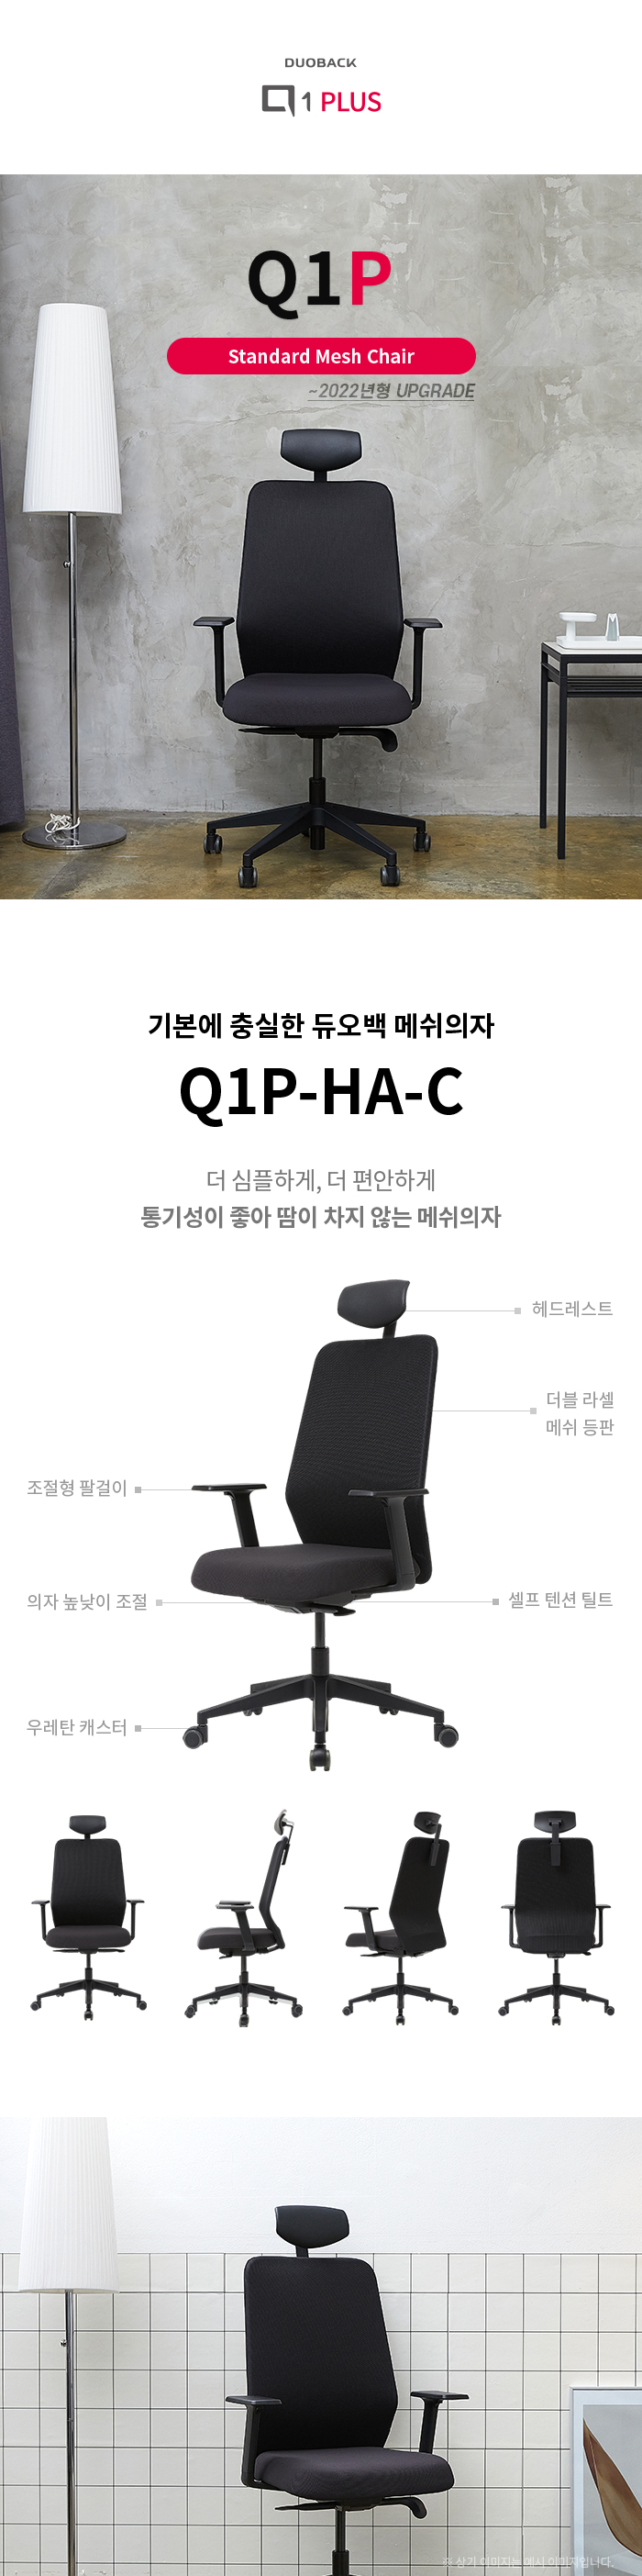 DUOBACK
Q1 PLUS
Q1P
Standard Mesh Chair
~2022년형 UPGRADE
기본에 충실한 듀오백 메쉬의자
Q1P-HA-C
더 심플하게, 더 편안하게
통기성이 좋아 땀이 차지 않는 메쉬의자
헤드레스트
더블 라셀
메쉬 등판
조절형 팔걸이
의자 높낮이 조절
셀프 텐션 틸트
우레탄 캐스터
※ 상기 이미지는 예시 이미지입니다.